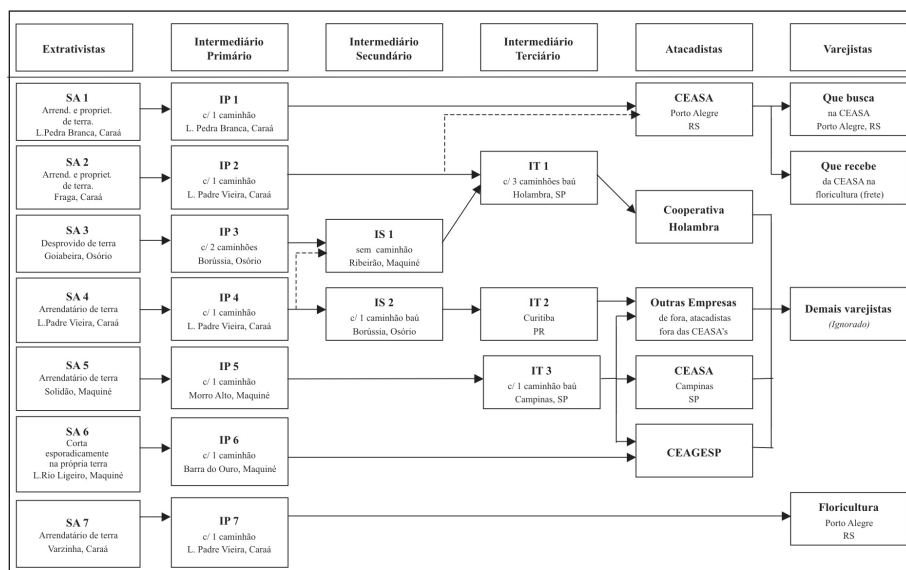 Extrativistas
Intermediário
Primário
Intermediário
Secundário
Intermediário
Terciário
Atacadistas
Varejistas
SA 1
Arrend. e propriet.
de terra.
L.Pedra Branca, Caraá
IP 1
c/ 1 caminhão
L. Pedra Branca, Caraá
CEASA
Porto Alegre
RS
Que busca
na CEASA
Porto Alegre, RS
SA 2
Arrend. e propriet.
de terra.
Fraga, Caraá
IP 2
c/ 1 caminhão
L. Padre Vieira, Caraá
IT 1
c/ 3 caminhões baú
Holambra, SP
Que recebe
da CEASA na
floricultura (frete)
Cooperativa
Holambra
SA 3
Desprovido de terra
Goiabeira, Osório
IP 3
c/ 2 caminhões
Borússia, Osório
IS 1
sem caminhão
Ribeirão, Maquiné
SA 4
Arrendatário de terra
L.Padre Vieira, Caraá
IP 4
c/ 1 caminhão
L. Padre Vieira, Caraá
IS 2
c/ 1 caminhão baú
Borússia, Osório
IT 2
Curitiba
PR
Outras Empresas
de fora, atacadistas
fora das CEASA's
Demais varejistas
(Ignorado)
SA 5
Arrendatário de terra
Solidão, Maquiné
IP 5
c/ 1 caminhão
Morro Alto, Maquiné
IT 3
c/ 1 caminhão baú
Campinas, SP
CEASA
Campinas
SP
SA 6
Corta
esporadicamente
na própria terra
L.Rio Ligeiro, Maquiné
IP 6
c/ 1 caminhão
Barra do Ouro, Maquiné
CEAGESP
SA 7
Arrendatário de terra
Varzinha, Caraá
IP 7
c/ 1 caminhão
L. Padre Vieira, Caraá
Floricultura
Porto Alegre
RS